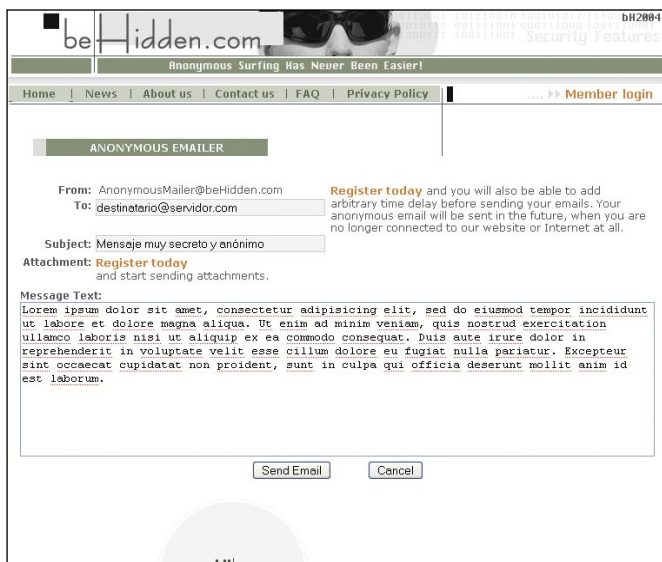 bH2004
beHidden.com
Security Features
Anonymous Surfing Has Never Been Easier!
Home | News | About us | Contact us | FAQ | Privacy Policy
.... Member login
ANONYMOUS EMAILER
From: AnonymousMailer@beHidden.com
To: destinatario@servidor.com
Register today and you will also be able to add
arbitrary time delay before sending your emails. Your
anonymous email will be sent in the future, when you are
no longer connected to our website or Internet at all.
Subject: Mensaje muy secreto y anónimo
Attachment: Register today
and start sending attachments.
Message Text:
Lorem ipsum dolor sit amet, consectetur adipisicing elit, sed do eiusmod tempor incididunt
ut labore et dolore magna aliqua. Ut enim ad minim veniam, quis nostrud exercitation
ullamco laboris nisi ut aliquip ex ea commodo consequat. Duis aute irure dolor in
reprehenderit in voluptate velit esse cillum dolore eu fugiat nulla pariatur. Excepteur
sint occaecat cupidatat non proident, sunt in culpa qui officia deserunt mollit anim id
est laborum.
Send Email
Cancel